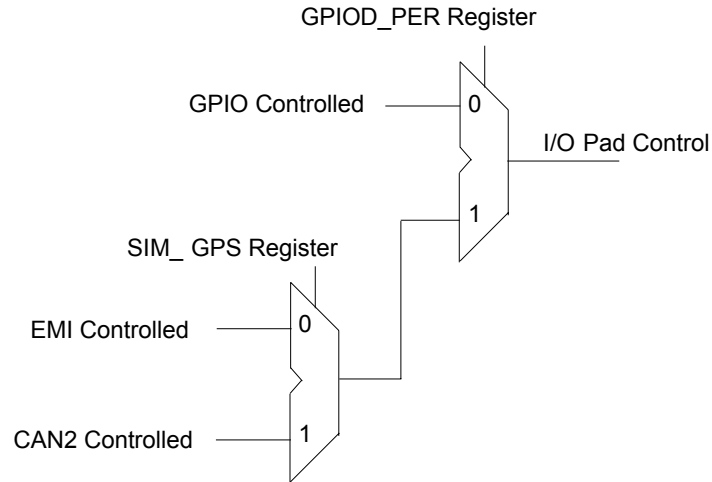 GPIOD_PER Register
GPIO Controlled
0
I/O Pad Control
1
SIM_ GPS Register
EMI Controlled
0
CAN2 Controlled
1